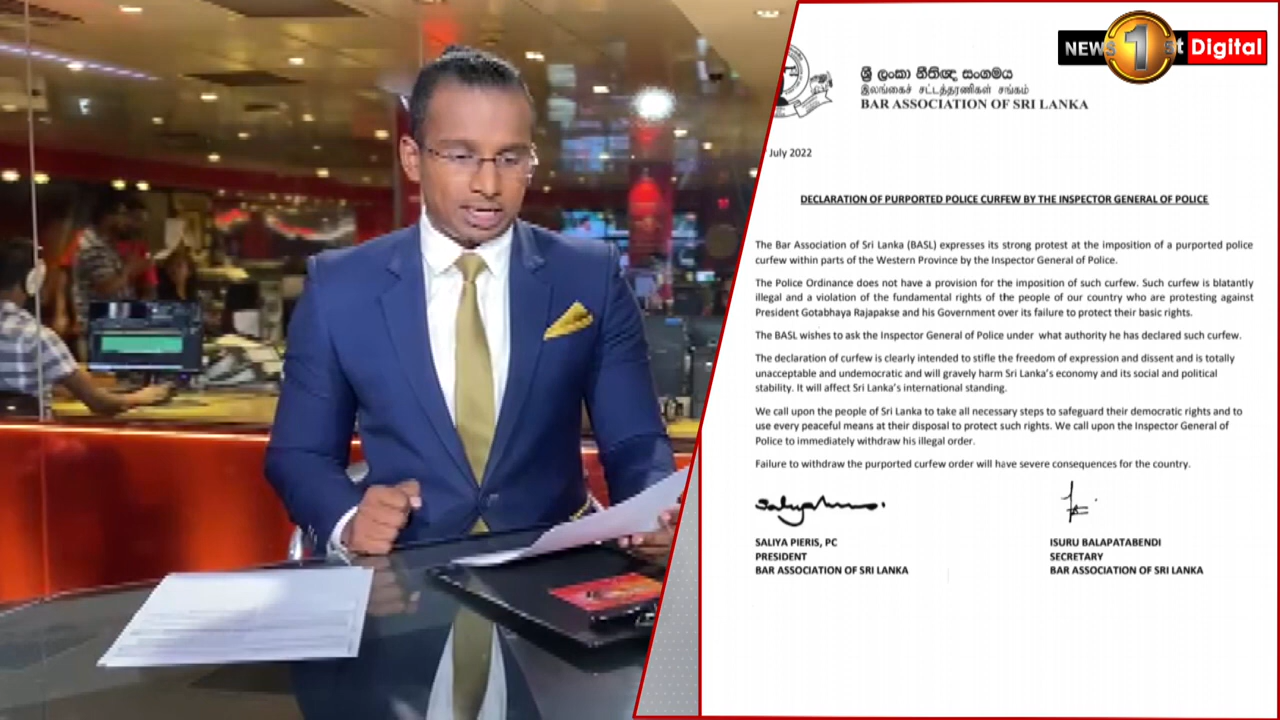 NEWS 1st Digital
ශ්‍රී ලංකා නීතිඥ සංගමය
இலங்கைச் சட்டத்தரணிகள் சங்கம்
BAR ASSOCIATION OF SRI LANKA
July 2022
DECLARATION OF PURPORTED POLICE CURFEW BY THE INSPECTOR GENERAL OF POLICE
The Bar Association of Sri Lanka (BASL) expresses its strong protest at the imposition of a purported police
curfew within parts of the Western Province by the Inspector General of Police.
The Police Ordinance does not have a provision for the imposition of such curfew. Such curfew is blatantly
illegal and a violation of the fundamental rights of the people of our country who are protesting against
President Gotabhaya Rajapakse and his Government over its failure to protect their basic rights.
The BASL wishes to ask the Inspector General of Police under what authority he has declared such curfew.
The declaration of curfew is clearly intended to stifle the freedom of expression and dissent and is totally
unacceptable and undemocratic and will gravely harm Sri Lanka's economy and its social and political
stability. It will affect Sri Lanka's international standing.
We call upon the people of Sri Lanka to take all necessary steps to safeguard their democratic rights and to
use every peaceful means at their disposal to protect such rights. We call upon the Inspector General of
Police to immediately withdraw his illegal order.
Failure to withdraw the purported curfew order will have severe consequences for the country.
SALIYA PIERIS, PC
PRESIDENT
BAR ASSOCIATION OF SRI LANKA
ISURU BALAPATABENDI
SECRETARY
BAR ASSOCIATION OF SRI LANKA